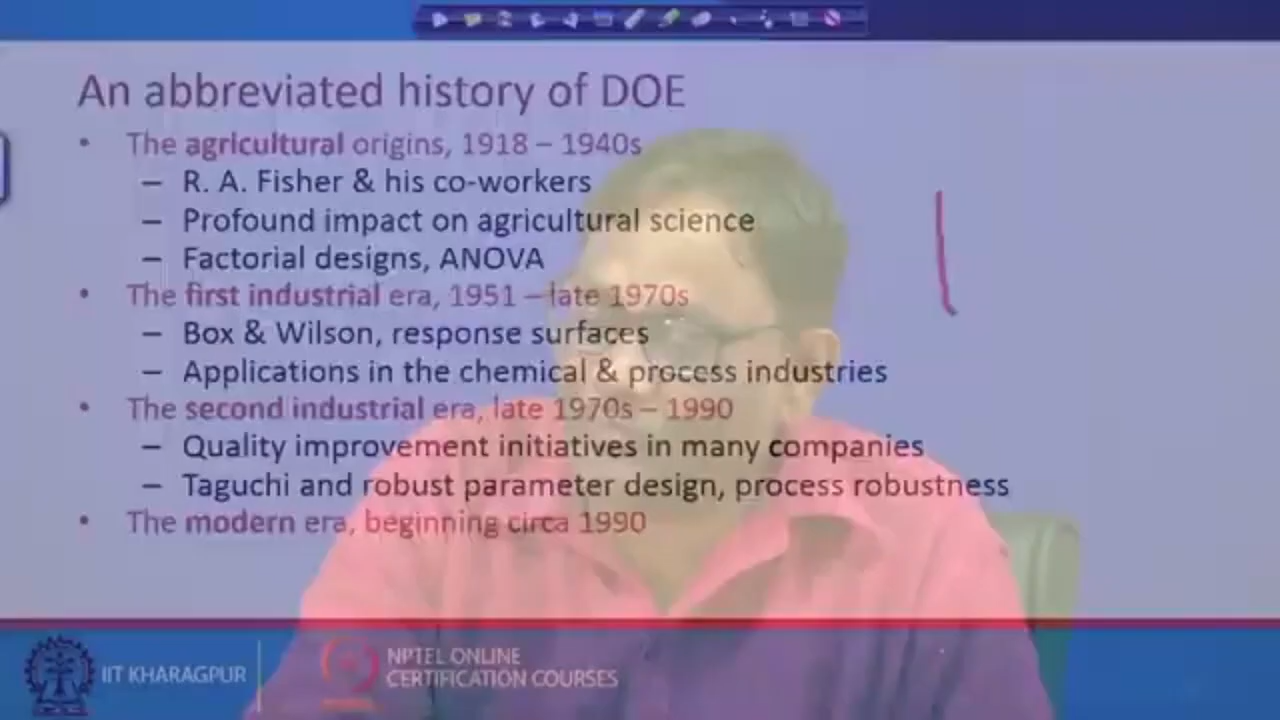 An abbreviated history of DOE
• The agricultural origins, 1918 – 1940s
– R. A. Fisher & his co-workers
– Profound impact on agricultural science
– Factorial designs, ANOVA
• The first industrial era, 1951 – late 1970s
– Box & Wilson, response surfaces
– Applications in the chemical & process industries
• The second industrial era, late 1970s – 1990
– Quality improvement initiatives in many companies
– Taguchi and robust parameter design, process robustness
• The modern era, beginning circa 1990
IIT KHARAGPUR
NPTEL ONLINE
CERTIFICATION COURSES